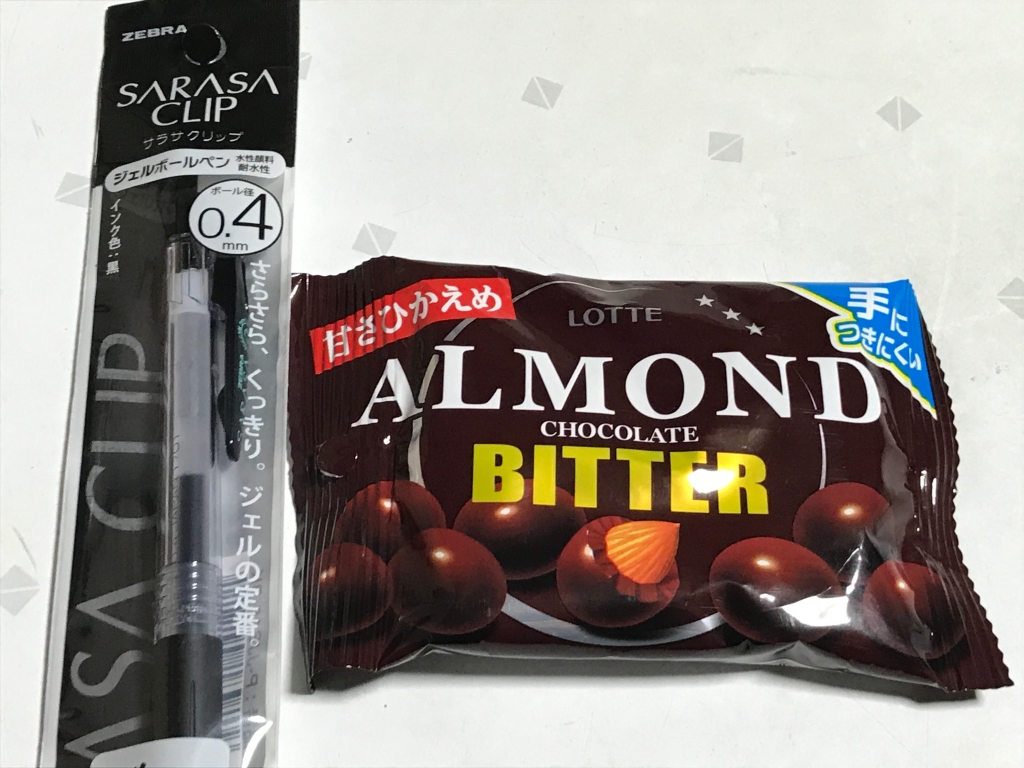 ZEBRA
SARASA
CLIP
サラサクリップ
ジェルボールペン
水性顔料
耐水性
ボール径
0.4
mm
インク色:黒
さらさら、くっきり。ジェルの定番。
SARASA CLIP
甘さひかえめ
LOTTE
手に
つきにくい
ALMOND
CHOCOLATE
BITTER